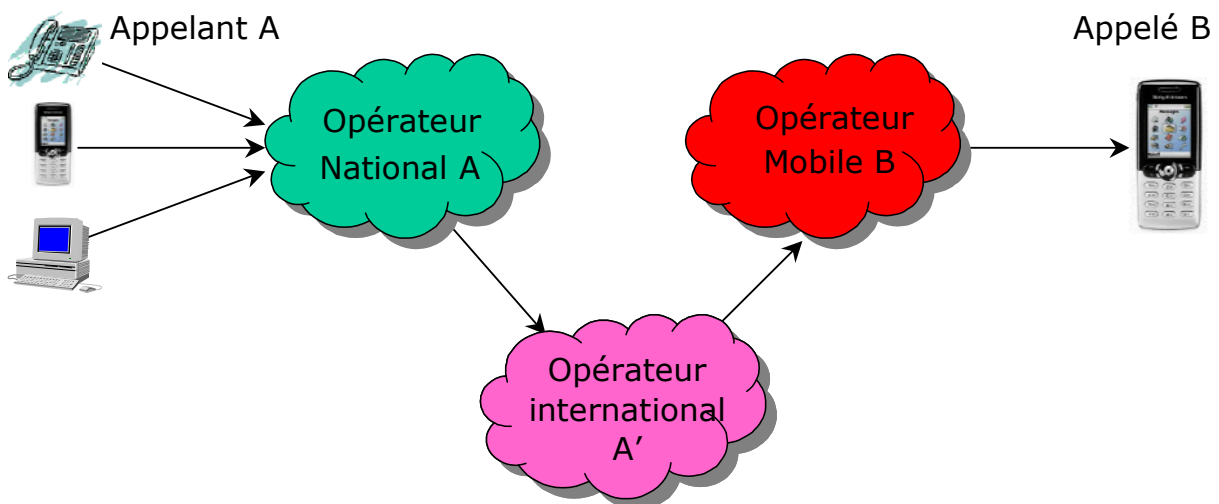 Appelant A
Appelé B
Opérateur
National A
Opérateur
Mobile B
Opérateur
international
A’